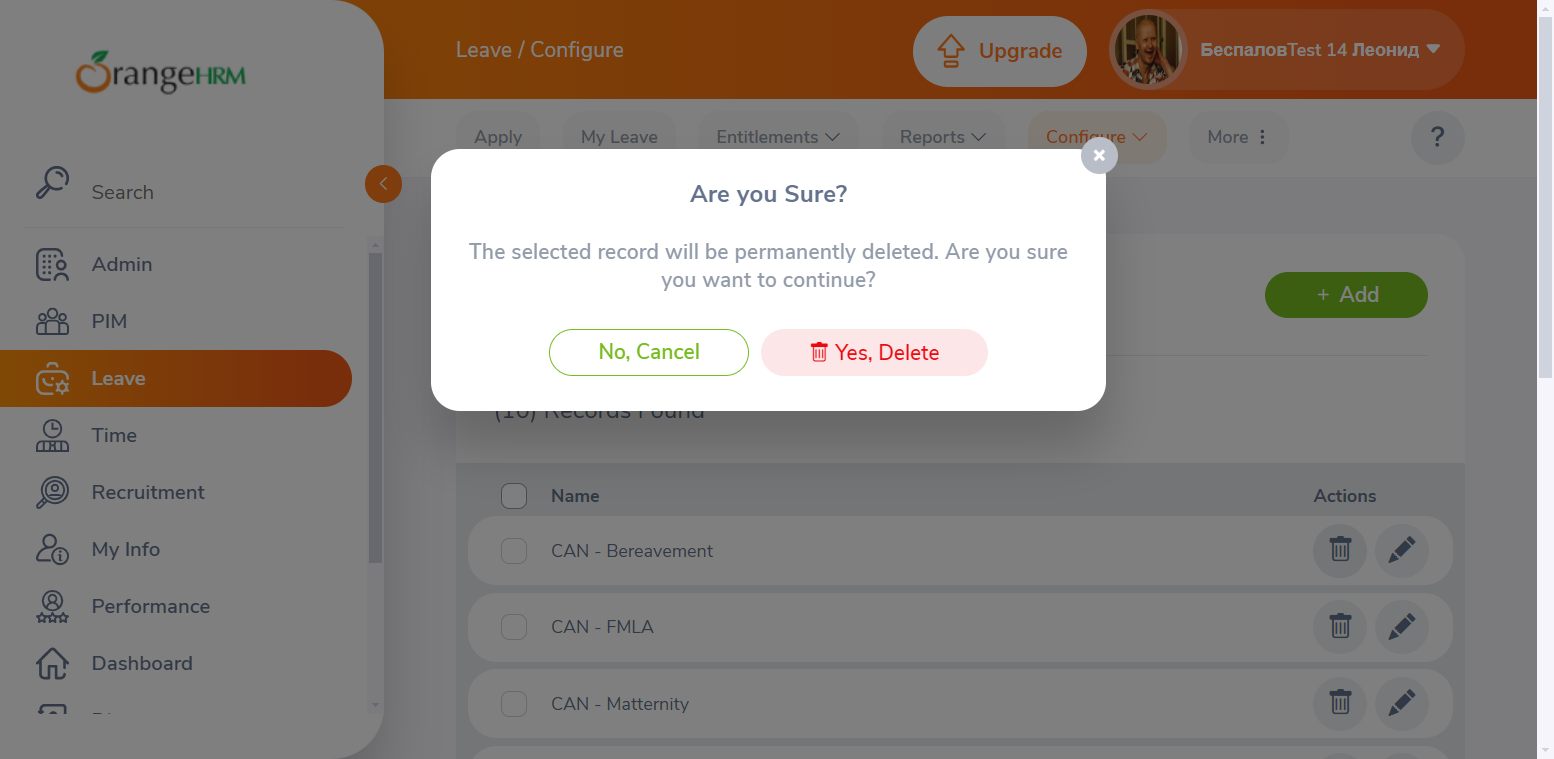 OrangeHRM
Leave / Configure
Upgrade
БеспаловTest 14 Леонид
Search
Apply
My Leave
Entitlements
Reports
Configure
More
?
Are you Sure?
The selected record will be permanently deleted. Are you sure
you want to continue?
No, Cancel
Yes, Delete
+ Add
(10) Records Found
Admin
PIM
Leave
Time
Recruitment
My Info
Performance
Dashboard
Name
Actions
CAN - Bereavement
CAN - FMLA
CAN - Matternity